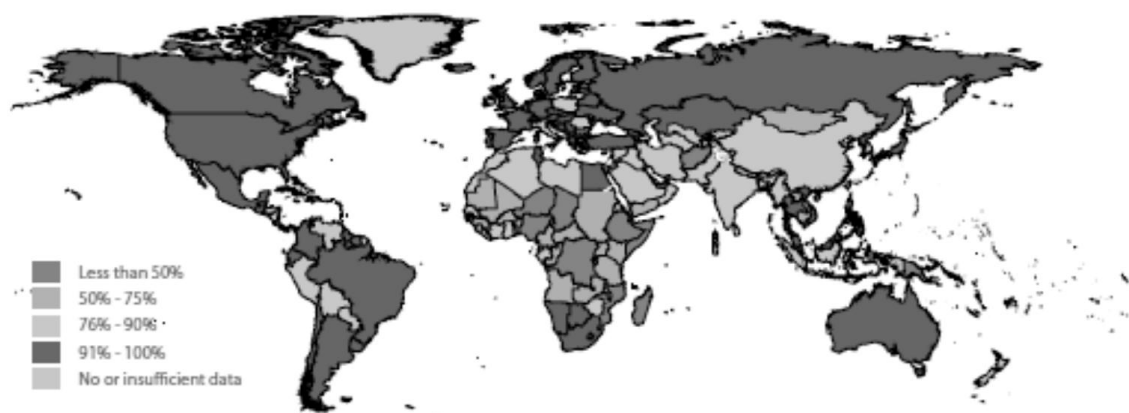 Less than 50%
50% - 75%
76% - 90%
91% - 100%
No or insufficient data